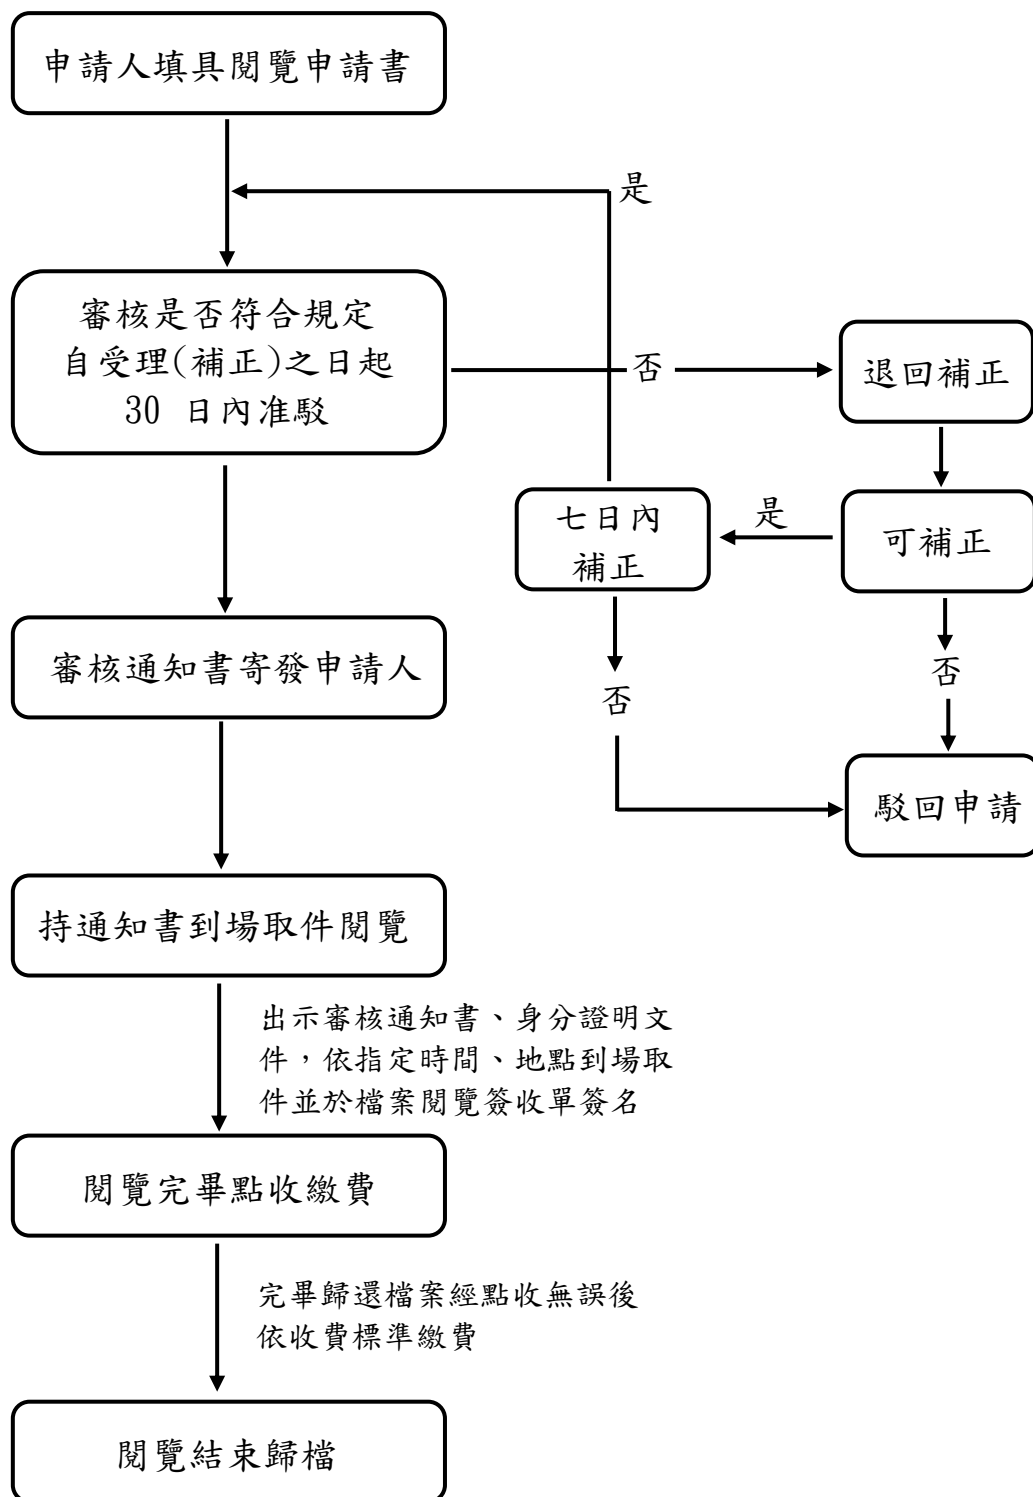 申請人填具閱覽申請書
是
審核是否符合規定
自受理(補正)之日起
30 日內准駁
否
退回補正
七日內
補正
是
可補正
審核通知書寄發申請人
否
否
駁回申請
持通知書到場取件閱覽
出示審核通知書、身分證明文
件，依指定時間、地點到場取
件並於檔案閱覽簽收單簽名
閱覽完畢點收繳費
完畢歸還檔案經點收無誤後
依收費標準繳費
閱覽結束歸檔